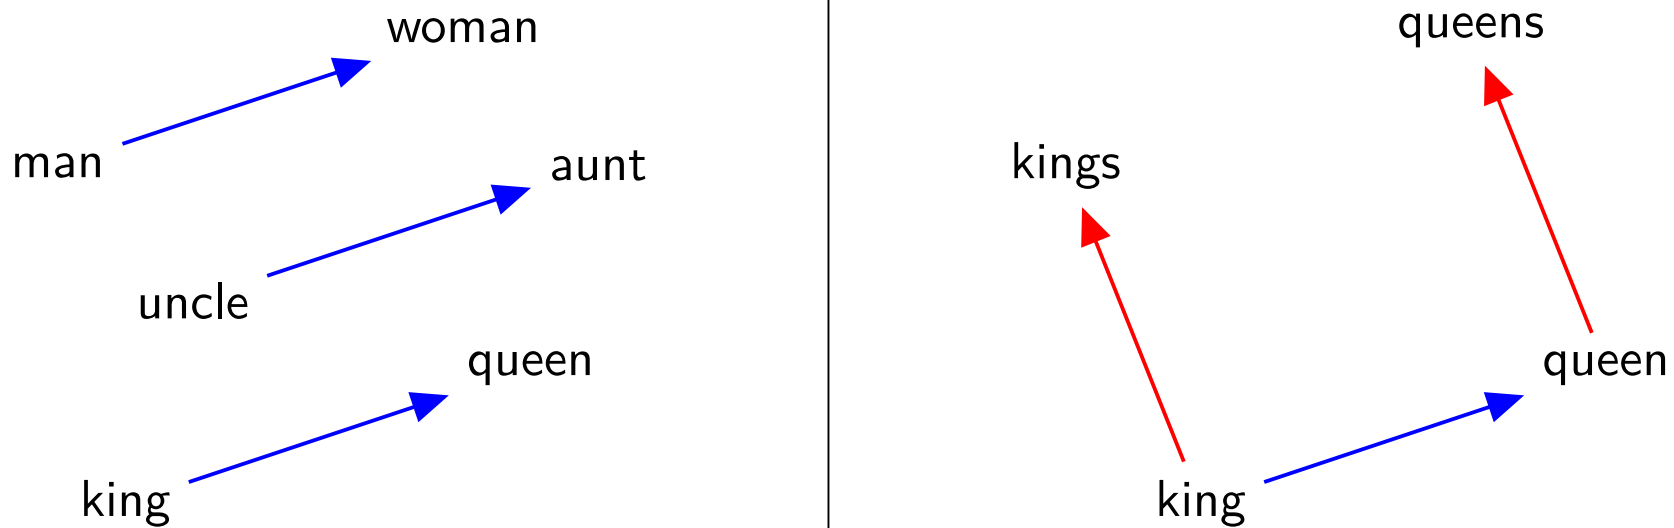 woman
man
aunt
uncle
queen
king
queens
kings
queen
king